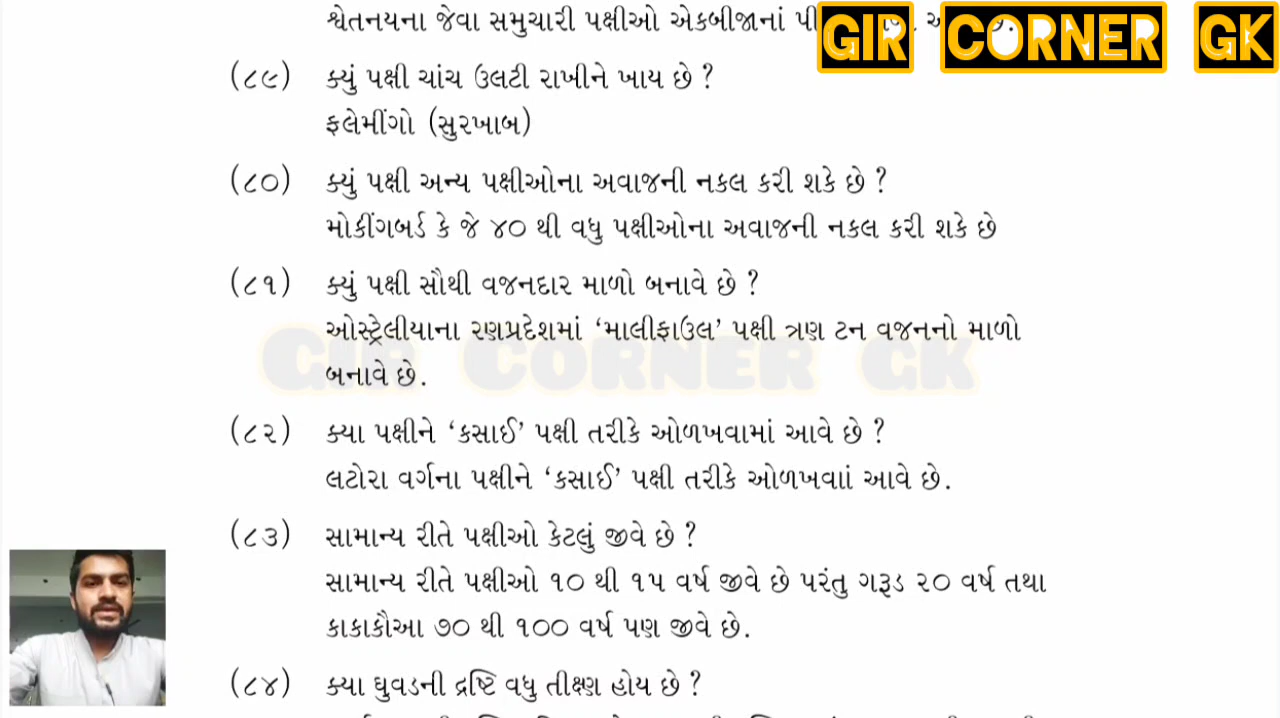 શ્વેતનયના જેવા સમુચારી પક્ષીઓ એકબીજાનાં
GIR CORNER GK
(૮૯) ક્યું પક્ષી ચાંચ ઉલટી રાખીને ખાય છે ?
ફ્લેમીંગો (સુરખાબ)
(૮૦) ક્યું પક્ષી અન્ય પક્ષીઓના અવાજની નકલ કરી શકે છે ?
મોકીંગબર્ડ કે જે ૪૦ થી વધુ પક્ષીઓના અવાજની નકલ કરી શકે છે
(૮૧) ક્યું પક્ષી સૌથી વજનદાર માળો બનાવે છે ?
ઓસ્ટ્રેલીયાના રણપ્રદેશમાં ‘માલીફાઉલ’ પક્ષી ત્રણ ટન વજનનો માળો
GIR CORNER GK
બનાવે છે.
(૮૨) ક્યા પક્ષીને ‘કસાઈ’ પક્ષી તરીકે ઓળખવામાં આવે છે ?
લટોરા વર્ગના પક્ષીને ‘કસાઈ’ પક્ષી તરીકે ઓળખવાાં આવે છે.
(૮૩) સામાન્ય રીતે પક્ષીઓ કેટલું જીવે છે ?
સામાન્ય રીતે પક્ષીઓ ૧૦ થી ૧૫ વર્ષ જીવે છે પરંતુ ગરૂડ ૨૦ વર્ષ તથા
કાકાકૌઆ ૭૦ થી ૧૦૦ વર્ષ પણ જીવે છે.
(૮૪) ક્યા ઘુવડની દ્રષ્ટિ વધુ તીક્ષ્ણ હોય છે ?